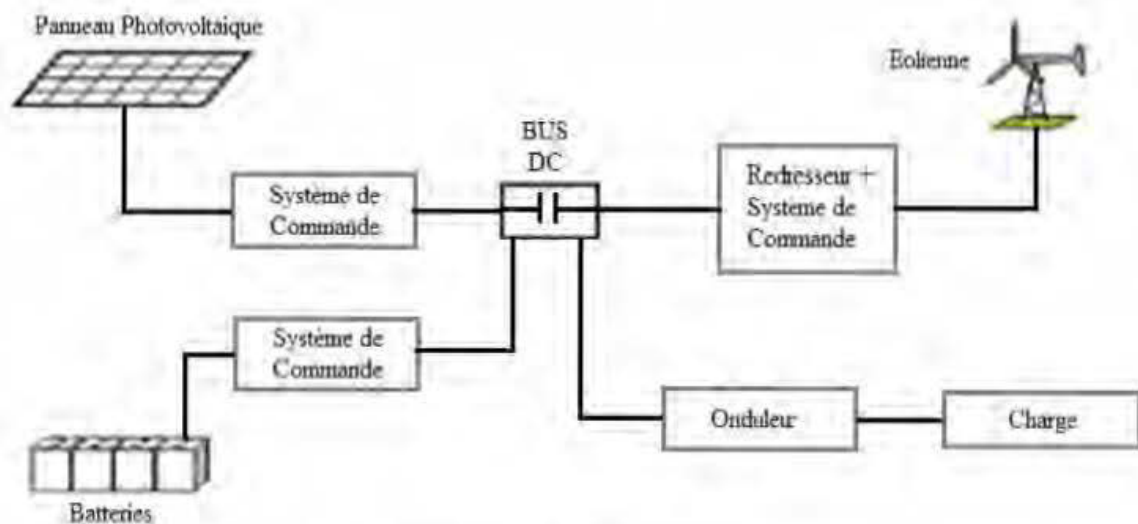 Panneau Photovoltaique
Eolienne
BUS
DC
Système de
Commande
Redresseur +
Système de
Commande
Système de
Commande
Onduleur
Charge
Batteries